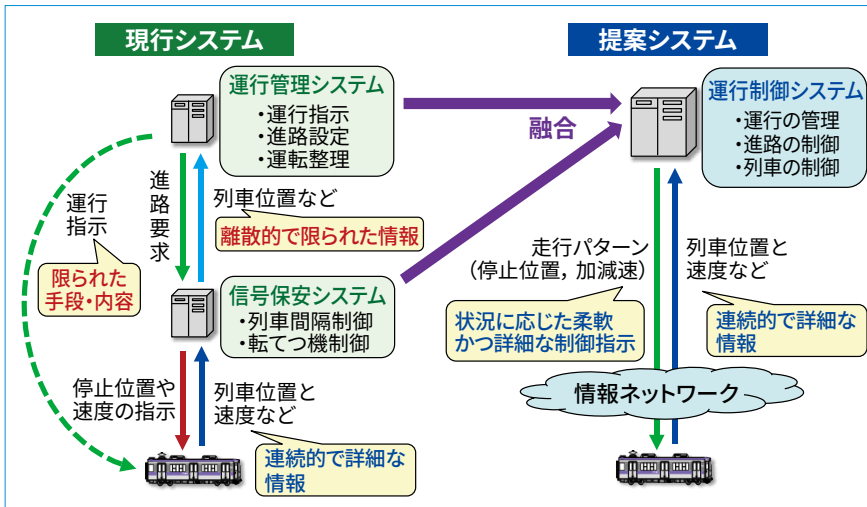 現行システム
提案システム
運行管理システム
・運行指示
・進路設定
・運転整理
融合
運行制御システム
・運行の管理
・進路の制御
・列車の制御
運行
指示
限られた
手段・内容
進路要求
列車位置など
離散的で限られた情報
信号保安システム
・列車間隔制御
・転てつ機制御
停止位置や
速度の指示
列車位置と
速度など
連続的で詳細な
情報
走行パターン
（停止位置，加減速）
状況に応じた柔軟
かつ詳細な制御指示
列車位置と
速度など
連続的で詳細な
情報
情報ネットワーク